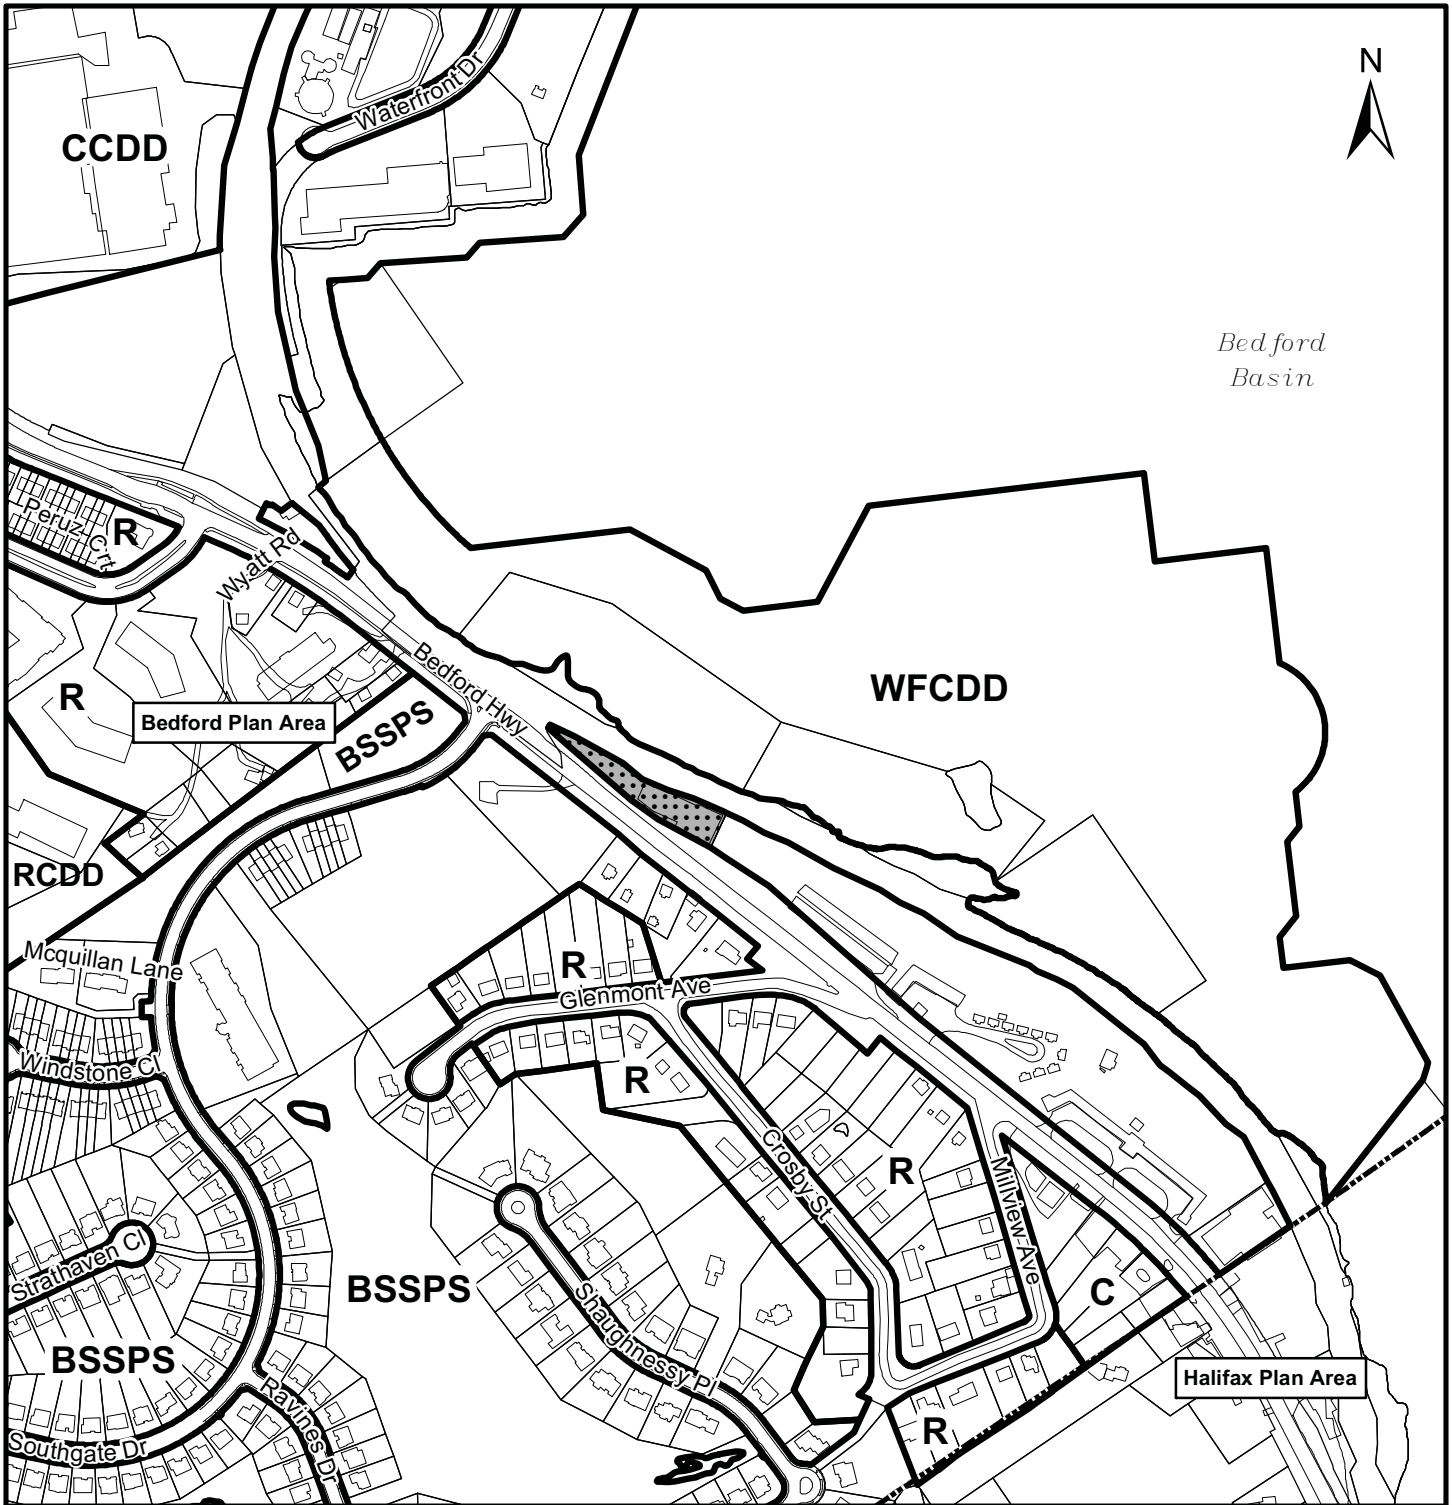 N
Waterfront Dr
CCDD
Bedford
Basin
Peruz Crt
R
Wyatt Rd
Bedford Hwy
WFCDD
R
Bedford Plan Area
BSSPS
RCDD
Mcquillan Lane
R
Glenmont Ave
Windstone Cl
R
Crosby St
R
Millview Ave
Strathaven Cl
BSSPS
Shaughnessy Pl
C
BSSPS
Halifax Plan Area
Ravines Dr
R
Southgate Dr